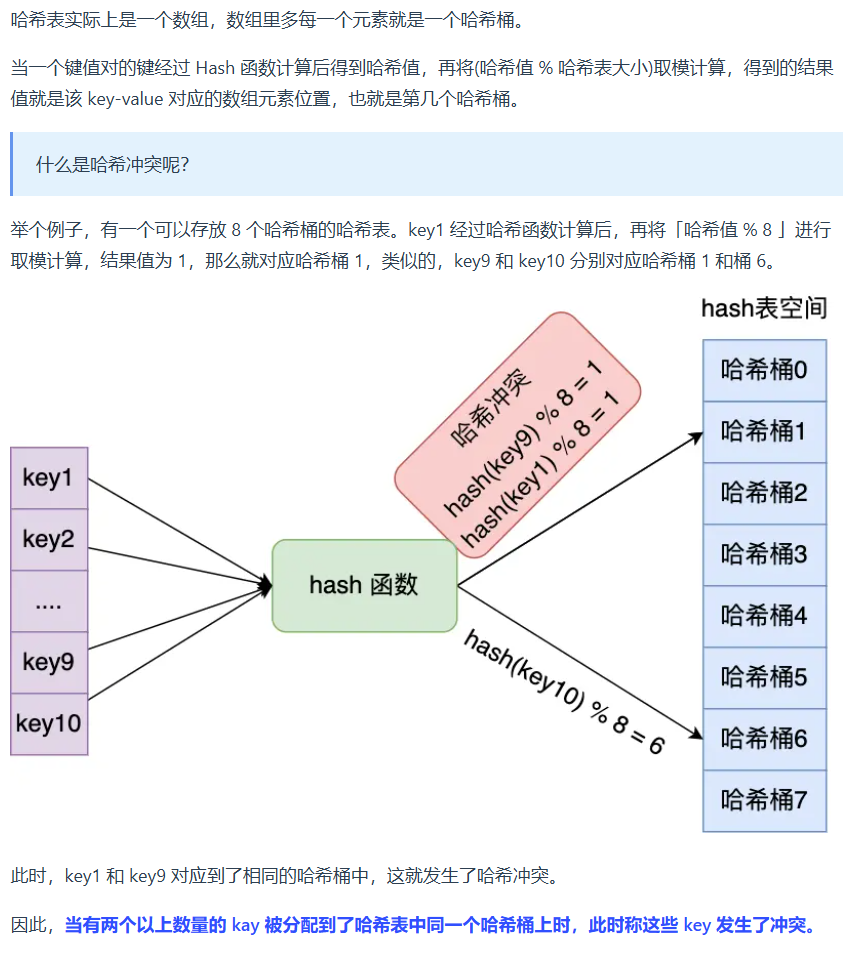 哈希表实际上是一个数组，数组里多每一个元素就是一个哈希桶。
当一个键值对的键经过 Hash 函数计算后得到哈希值，再将(哈希值 % 哈希表大小)取模计算，得到的结果
值就是该 key-value 对应的数组元素位置，也就是第几个哈希桶。
什么是哈希冲突呢？
举个例子，有一个可以存放 8 个哈希桶的哈希表。key1 经过哈希函数计算后，再将「哈希值 % 8 」进行
取模计算，结果值为 1，那么就对应哈希桶 1，类似的，key9 和 key10 分别对应哈希桶 1 和桶 6。
key1
key2
....
key9
key10
hash 函数
哈希冲突
hash(key9) % 8 = 1
hash(key1) % 8 = 1
hash(key10) % 8 = 6
hash表空间
哈希桶0
哈希桶1
哈希桶2
哈希桶3
哈希桶4
哈希桶5
哈希桶6
哈希桶7
此时，key1 和 key9 对应到了相同的哈希桶中，这就发生了哈希冲突。
因此，当有两个以上数量的 kay 被分配到了哈希表中同一个哈希桶上时，此时称这些 key 发生了冲突。